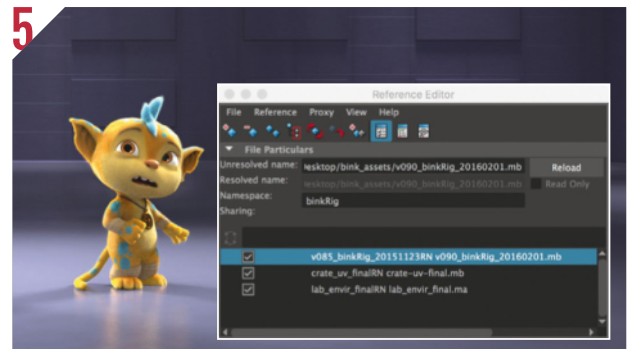 5
Reference Editor
File Reference Proxy View Help
File Particulars
Unresolved name: esktop/bink_assets/v090_binkRig_20160201.mb Reload
Resolved name: esktop/bink_assets/v090_binkRig_20160201.mb Read Only
Namespace: binkRig
Sharing:
v085_binkRig_20151123RN v090_binkRig_20160201.mb
crate_uv_finalRN crate-uv-final.mb
lab_envir_finalRN lab_envir_final.ma